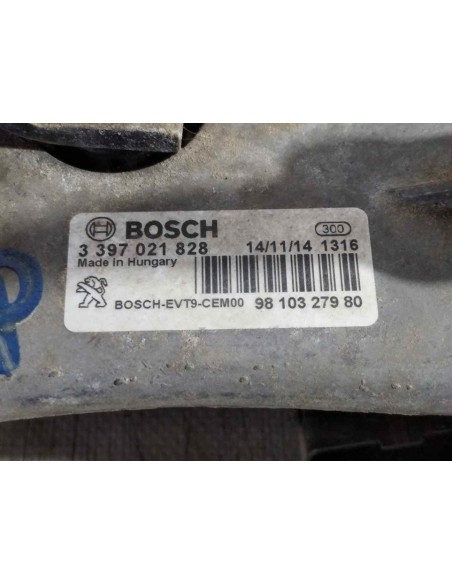 BOSCH 300
3 397 021 828 14/11/14 1316
Made in Hungary
BOSCH-EVT9-CEM00 98 103 279 80